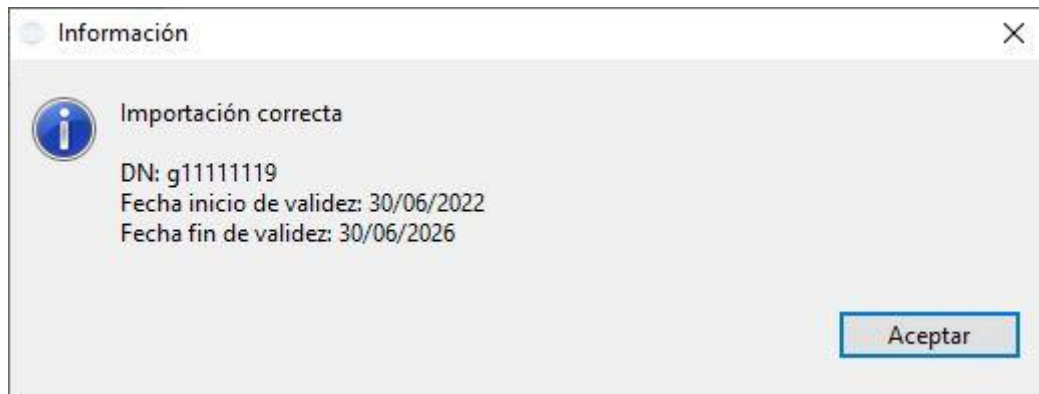 Información
Importación correcta
DN: g11111119
Fecha inicio de validez: 30/06/2022
Fecha fin de validez: 30/06/2026
Aceptar